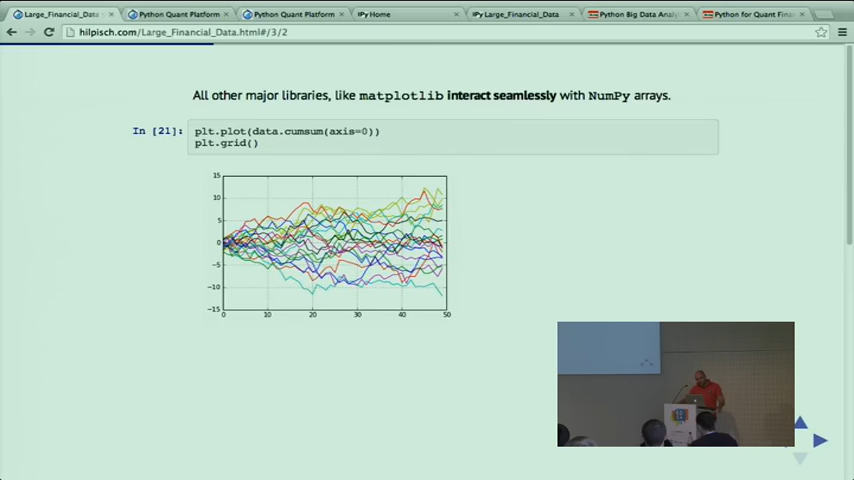 Large_Financial_Data
Python Quant Platform
Python Quant Platform
IPy Home
IPy Large_Financial_Data
Python Big Data Analy
Python for Quant Finan
hilpisch.com/Large_Financial_Data.html#/3/2
All other major libraries, like matplotlib interact seamlessly with NumPy arrays.
In [21]: plt.plot(data.cumsum(axis=0))
plt.grid()
15
10
5
0
−5
−10
−15
0 10 20 30 40 50